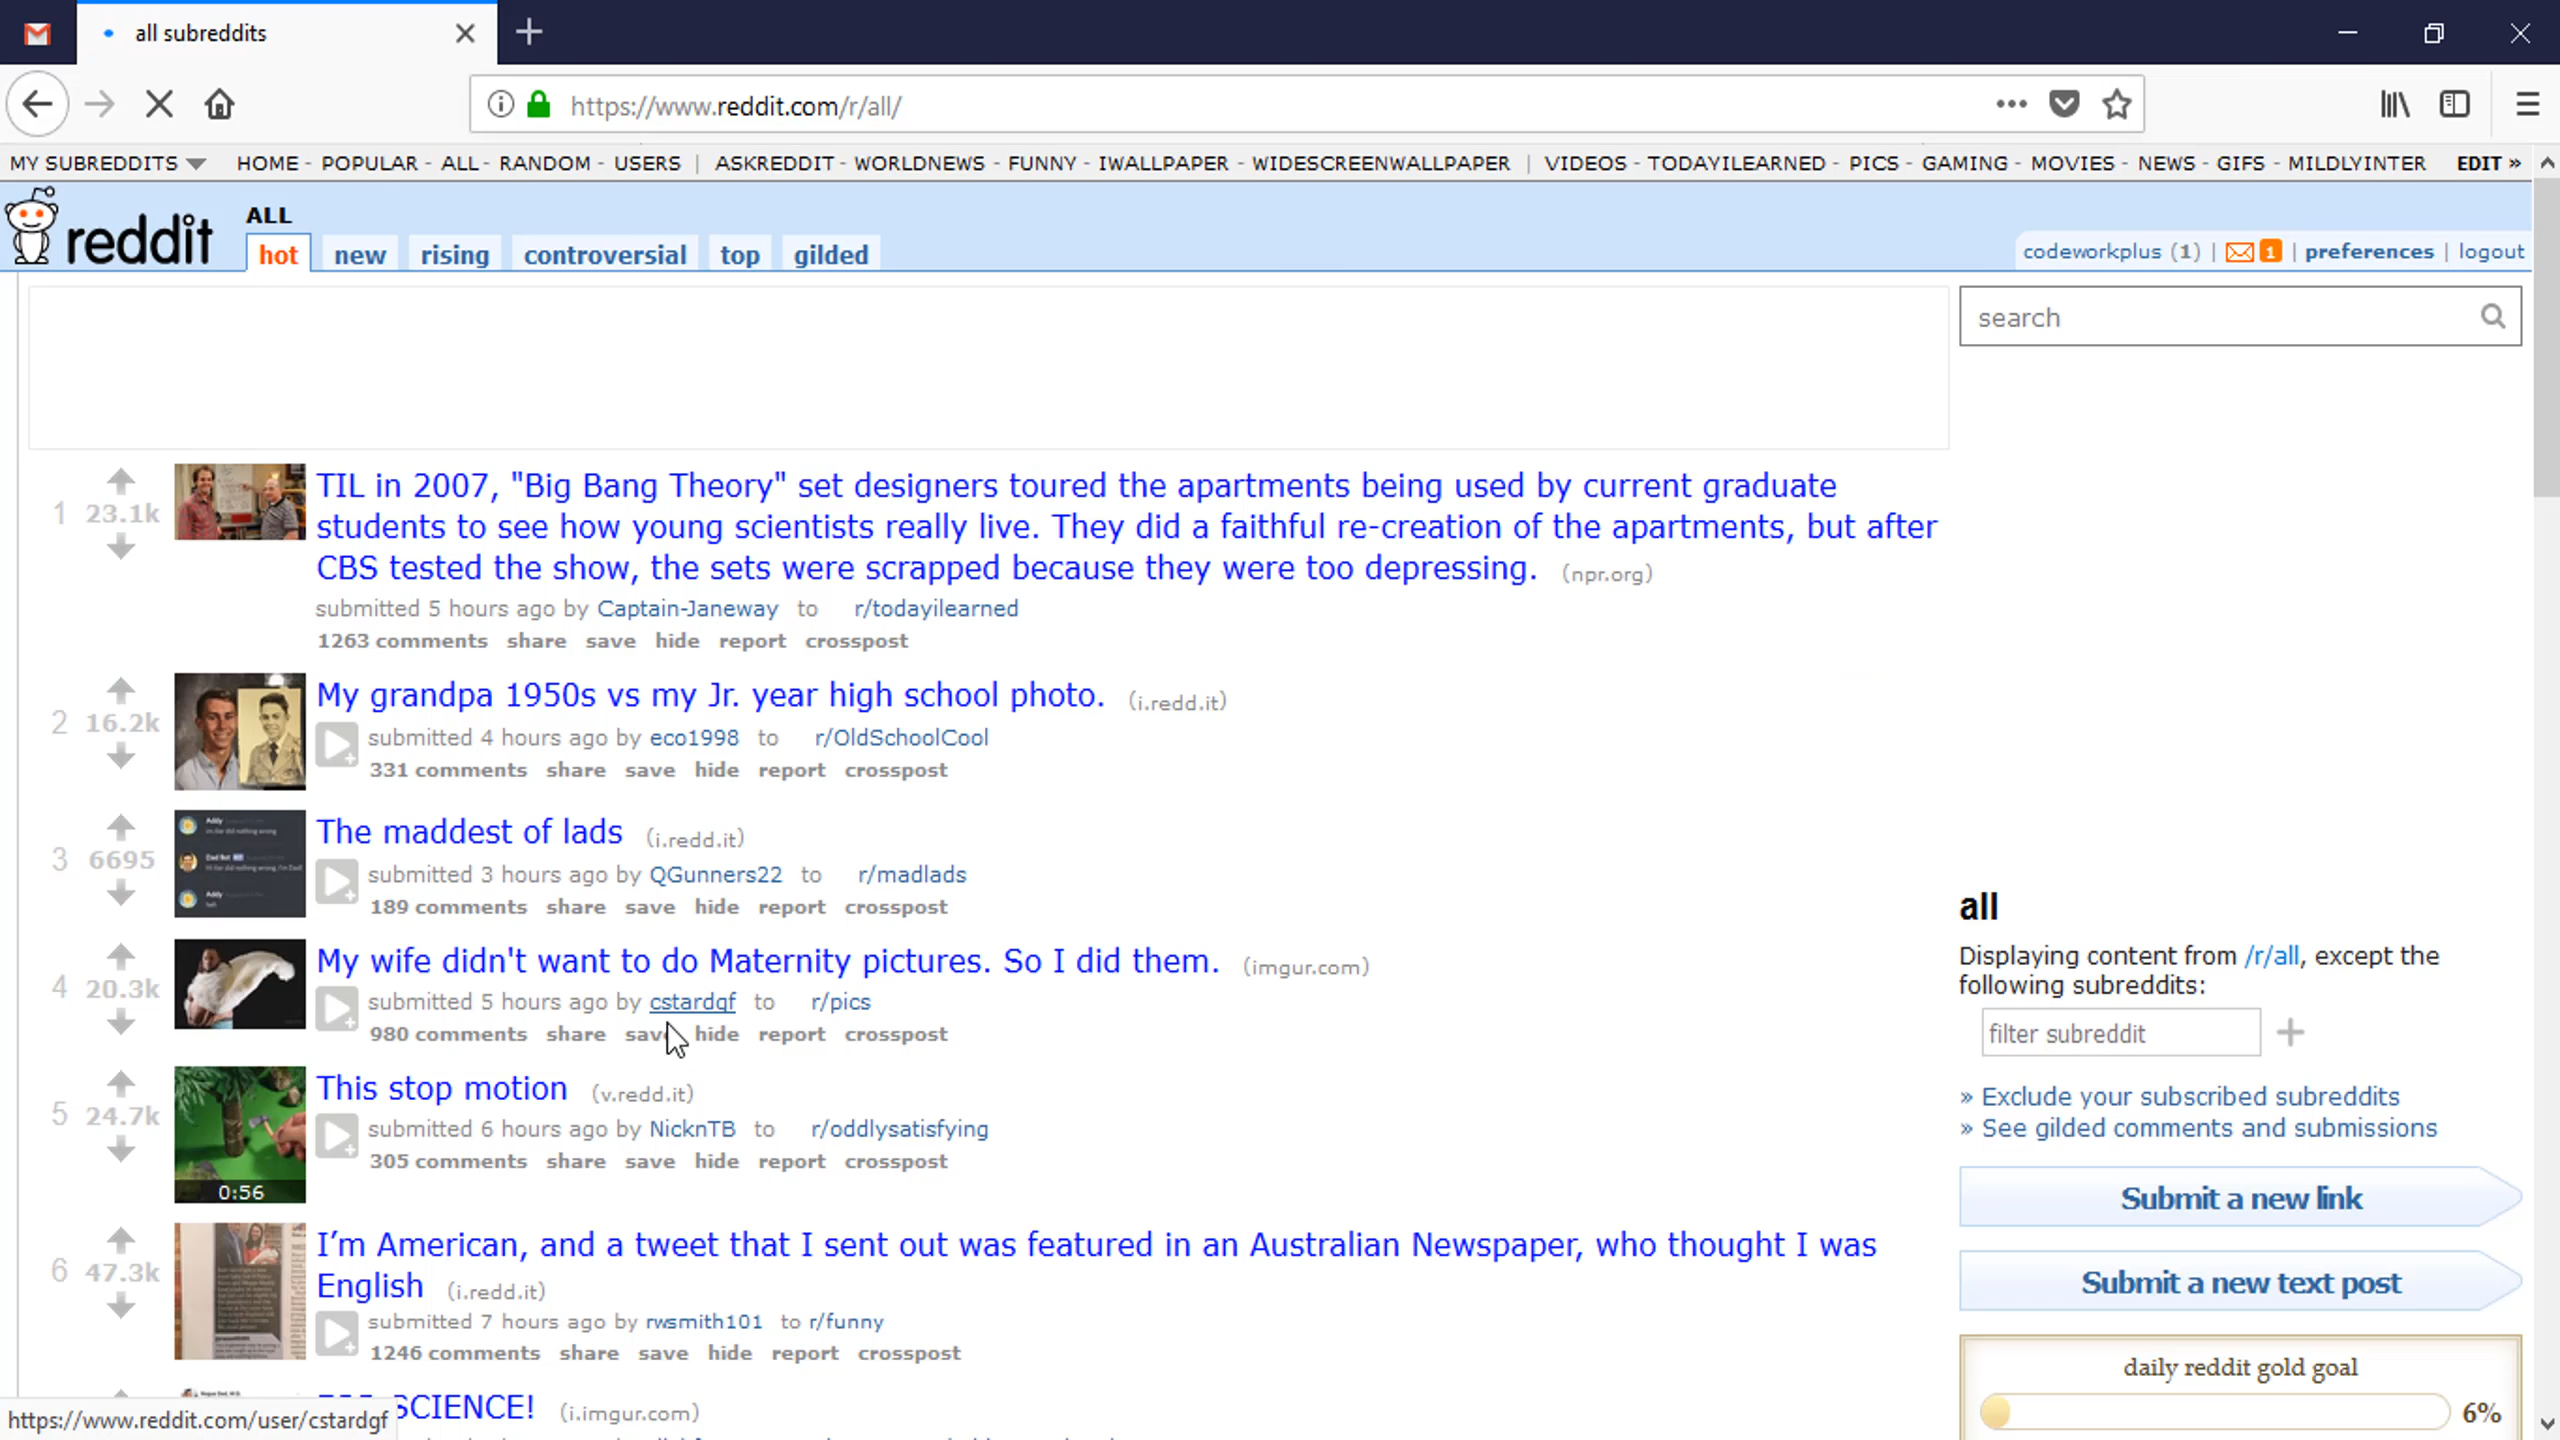 all subreddits
https://www.reddit.com/r/all/
MY SUBREDDITS HOME - POPULAR - ALL - RANDOM - USERS | ASKREDDIT - WORLDNEWS - FUNNY - IWALLPAPER - WIDESCREENWALLPAPER | VIDEOS - TODAYILEARNED - PICS - GAMING - MOVIES - NEWS - GIFS - MILDLYINTER EDIT »
reddit ALL
hot new rising controversial top gilded
codeworkplus (1) | 1 | preferences | logout
search
1 23.1k
TIL in 2007, "Big Bang Theory" set designers toured the apartments being used by current graduate
students to see how young scientists really live. They did a faithful re-creation of the apartments, but after
CBS tested the show, the sets were scrapped because they were too depressing. (npr.org)
submitted 5 hours ago by Captain-Janeway to r/todayilearned
1263 comments share save hide report crosspost
2 16.2k
My grandpa 1950s vs my Jr. year high school photo. (i.redd.it)
submitted 4 hours ago by eco1998 to r/OldSchoolCool
331 comments share save hide report crosspost
3 6695
The maddest of lads (i.redd.it)
submitted 3 hours ago by QGunners22 to r/madlads
189 comments share save hide report crosspost
4 20.3k
My wife didn't want to do Maternity pictures. So I did them. (imgur.com)
submitted 5 hours ago by cstardgf to r/pics
980 comments share save hide report crosspost
5 24.7k
0:56
This stop motion (v.redd.it)
submitted 6 hours ago by NicknTB to r/oddlysatisfying
305 comments share save hide report crosspost
6 47.3k
I'm American, and a tweet that I sent out was featured in an Australian Newspaper, who thought I was
English (i.redd.it)
submitted 7 hours ago by rwsmith101 to r/funny
1246 comments share save hide report crosspost
SCIENCE! (i.imgur.com)
https://www.reddit.com/user/cstardgf
all
Displaying content from /r/all, except the
following subreddits:
filter subreddit
» Exclude your subscribed subreddits
» See gilded comments and submissions
Submit a new link
Submit a new text post
daily reddit gold goal
6%